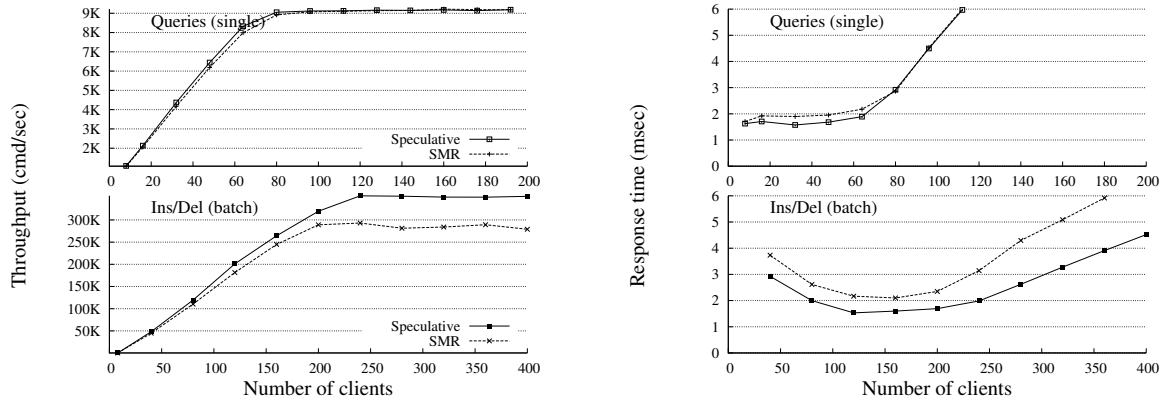 Throughput (cmd/sec)
9K
8K
7K
6K
5K
4K
3K
2K
Queries (single)
Speculative
SMR
0 20 40 60 80 100 120 140 160 180 200
300K
250K
200K
150K
100K
50K
Ins/Del (batch)
Speculative
SMR
0 50 100 150 200 250 300 350 400
Number of clients
Response time (msec)
6
5
4
3
2
1
0
Queries (single)
20 40 60 80 100 120 140 160 180 200
6
5
4
3
2
1
0
Ins/Del (batch)
0 50 100 150 200 250 300 350 400
Number of clients